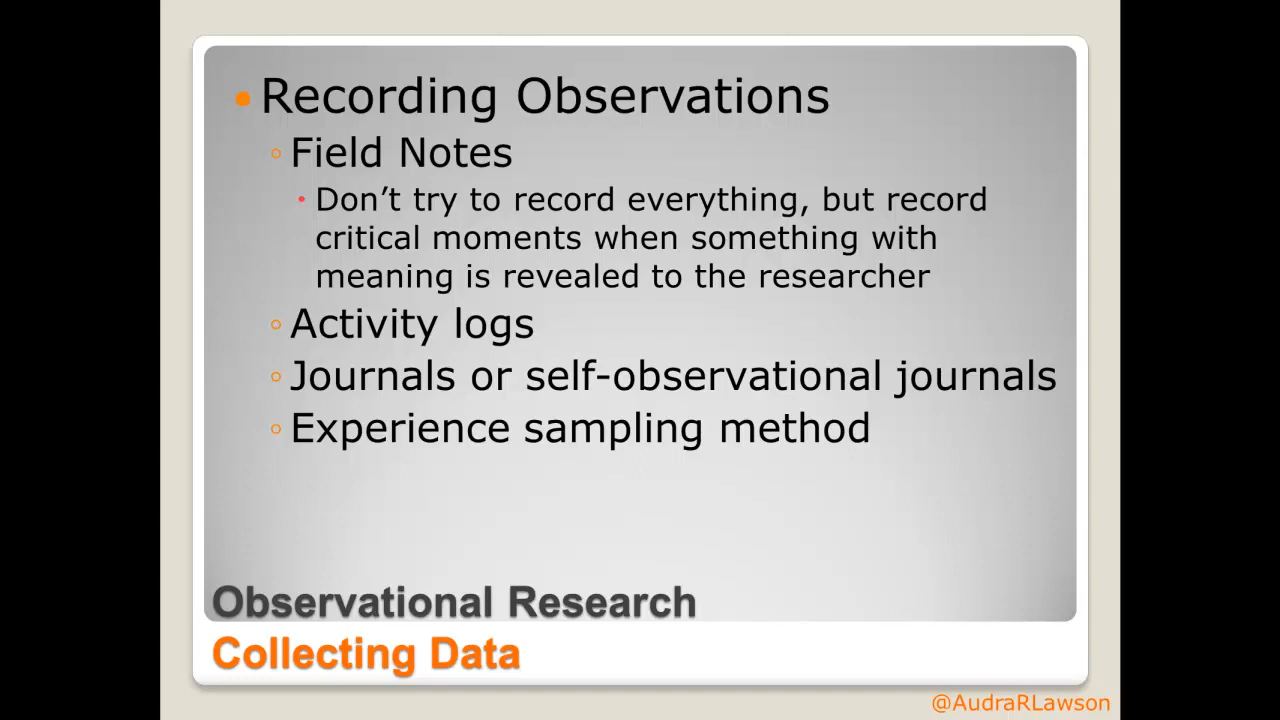 Recording Observations
Field Notes
Don’t try to record everything, but record
critical moments when something with
meaning is revealed to the researcher
Activity logs
Journals or self-observational journals
Experience sampling method
Observational Research
Collecting Data
@AudraRLawson